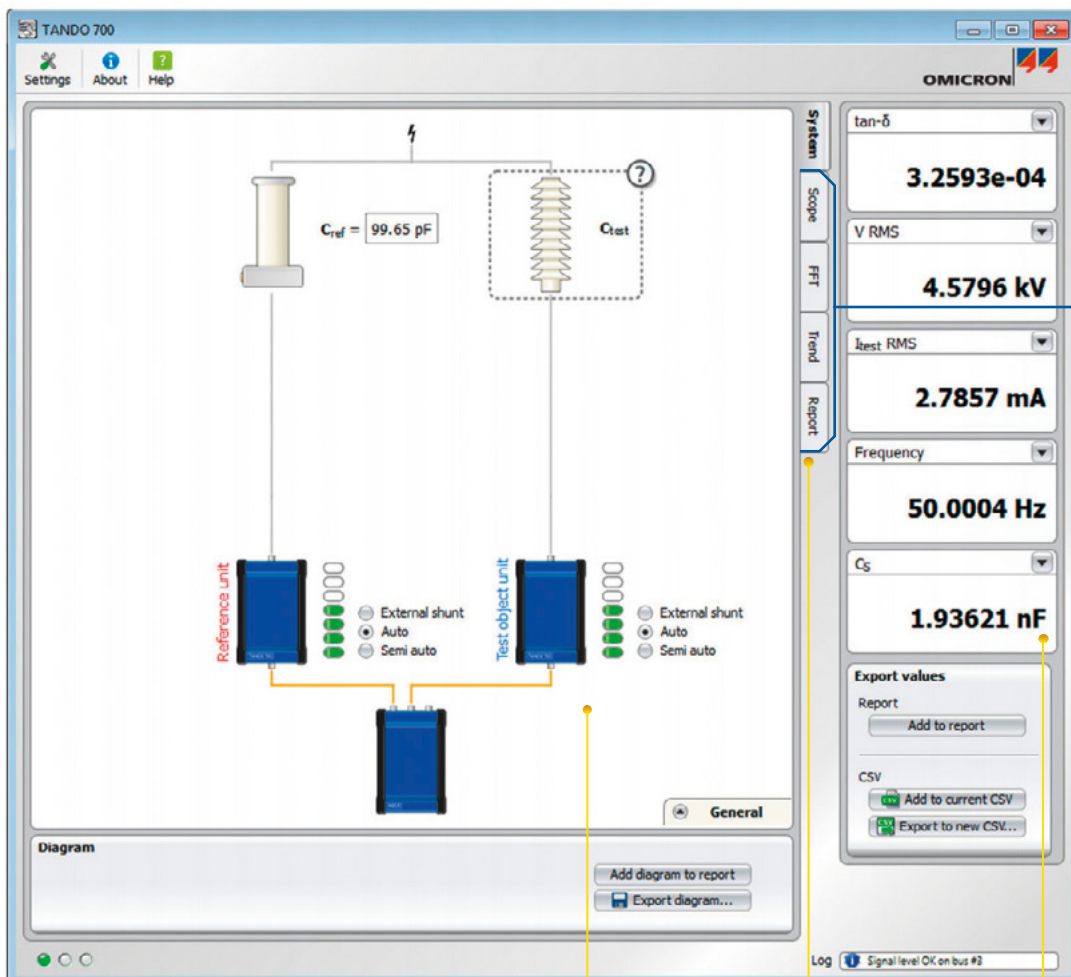 TANDO 700
Settings About Help
OMICRON
System
Scope
FFT
Trend
Report
Cref = 99.65 pF
Ctest
?
Reference unit
External shunt
Auto
Semi auto
Test object unit
External shunt
Auto
Semi auto
General
Diagram
Add diagram to report
Export diagram...
tan-δ
3.2593e-04
V RMS
4.5796 kV
Itest RMS
2.7857 mA
Frequency
50.0004 Hz
CS
1.93621 nF
Export values
Report
Add to report
CSV
Add to current CSV
Export to new CSV...
Log Signal level OK on bus #3